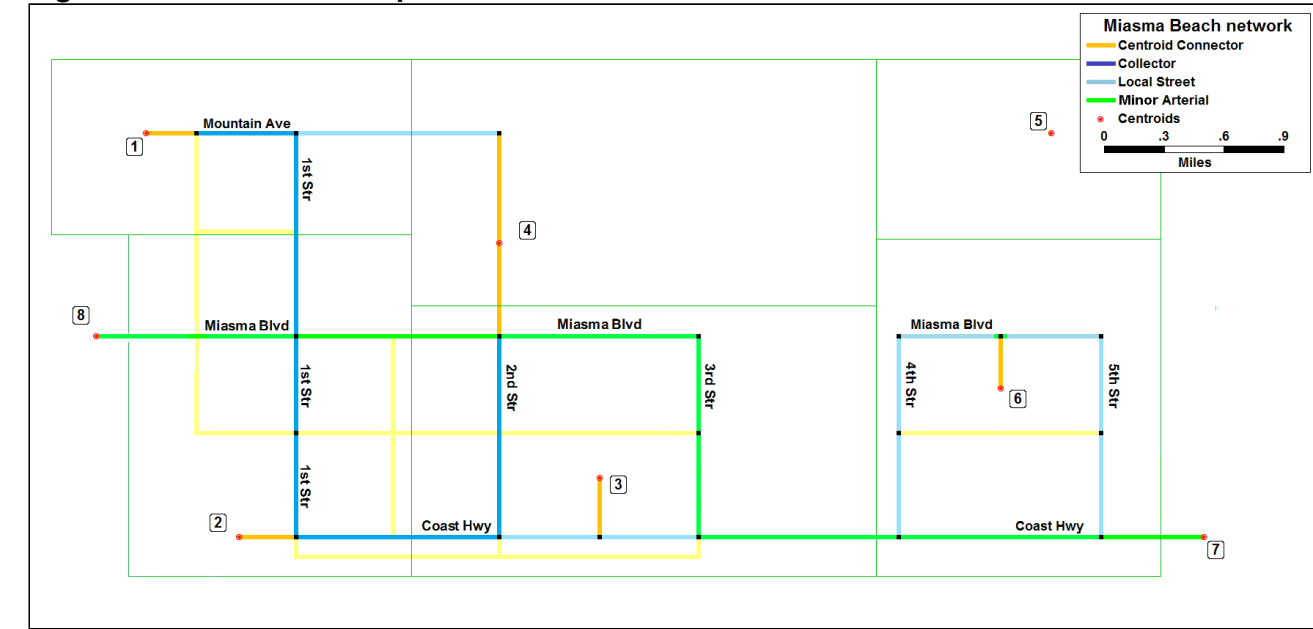 Miasma Beach network
Centroid Connector
Collector
Local Street
Minor Arterial
Centroids
0 .3 .6 .9
Miles
Mountain Ave
1
1st Str
5
4
8
Miasma Blvd
Miasma Blvd
Miasma Blvd
1st Str
2nd Str
3rd Str
4th Str
5th Str
6
1st Str
3
2
Coast Hwy
Coast Hwy
7